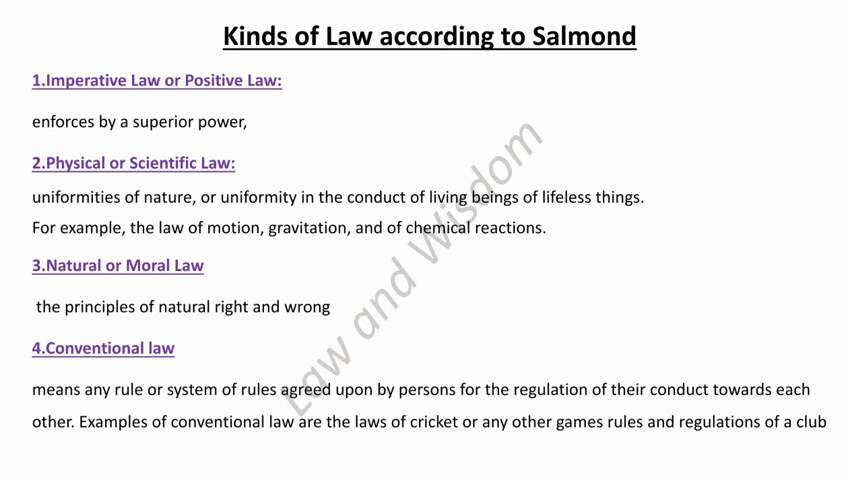 Kinds of Law according to Salmond
1.Imperative Law or Positive Law:
enforces by a superior power,
2.Physical or Scientific Law:
uniformities of nature, or uniformity in the conduct of living beings of lifeless things.
For example, the law of motion, gravitation, and of chemical reactions.
3.Natural or Moral Law
the principles of natural right and wrong
4.Conventional law
means any rule or system of rules agreed upon by persons for the regulation of their conduct towards each
other. Examples of conventional law are the laws of cricket or any other games rules and regulations of a club
Law and Wisdom